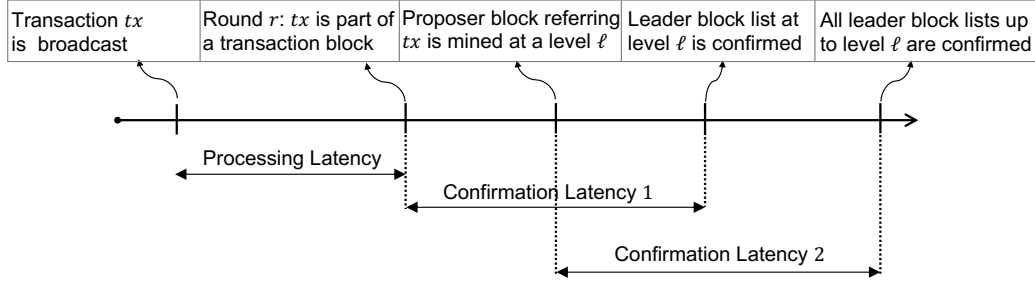 Transaction 𝑡𝑥
is broadcast
Round 𝑟: 𝑡𝑥 is part of
a transaction block
Proposer block referring
𝑡𝑥 is mined at a level ℓ
Leader block list at
level ℓ is confirmed
All leader block lists up
to level ℓ are confirmed
Processing Latency
Confirmation Latency 1
Confirmation Latency 2